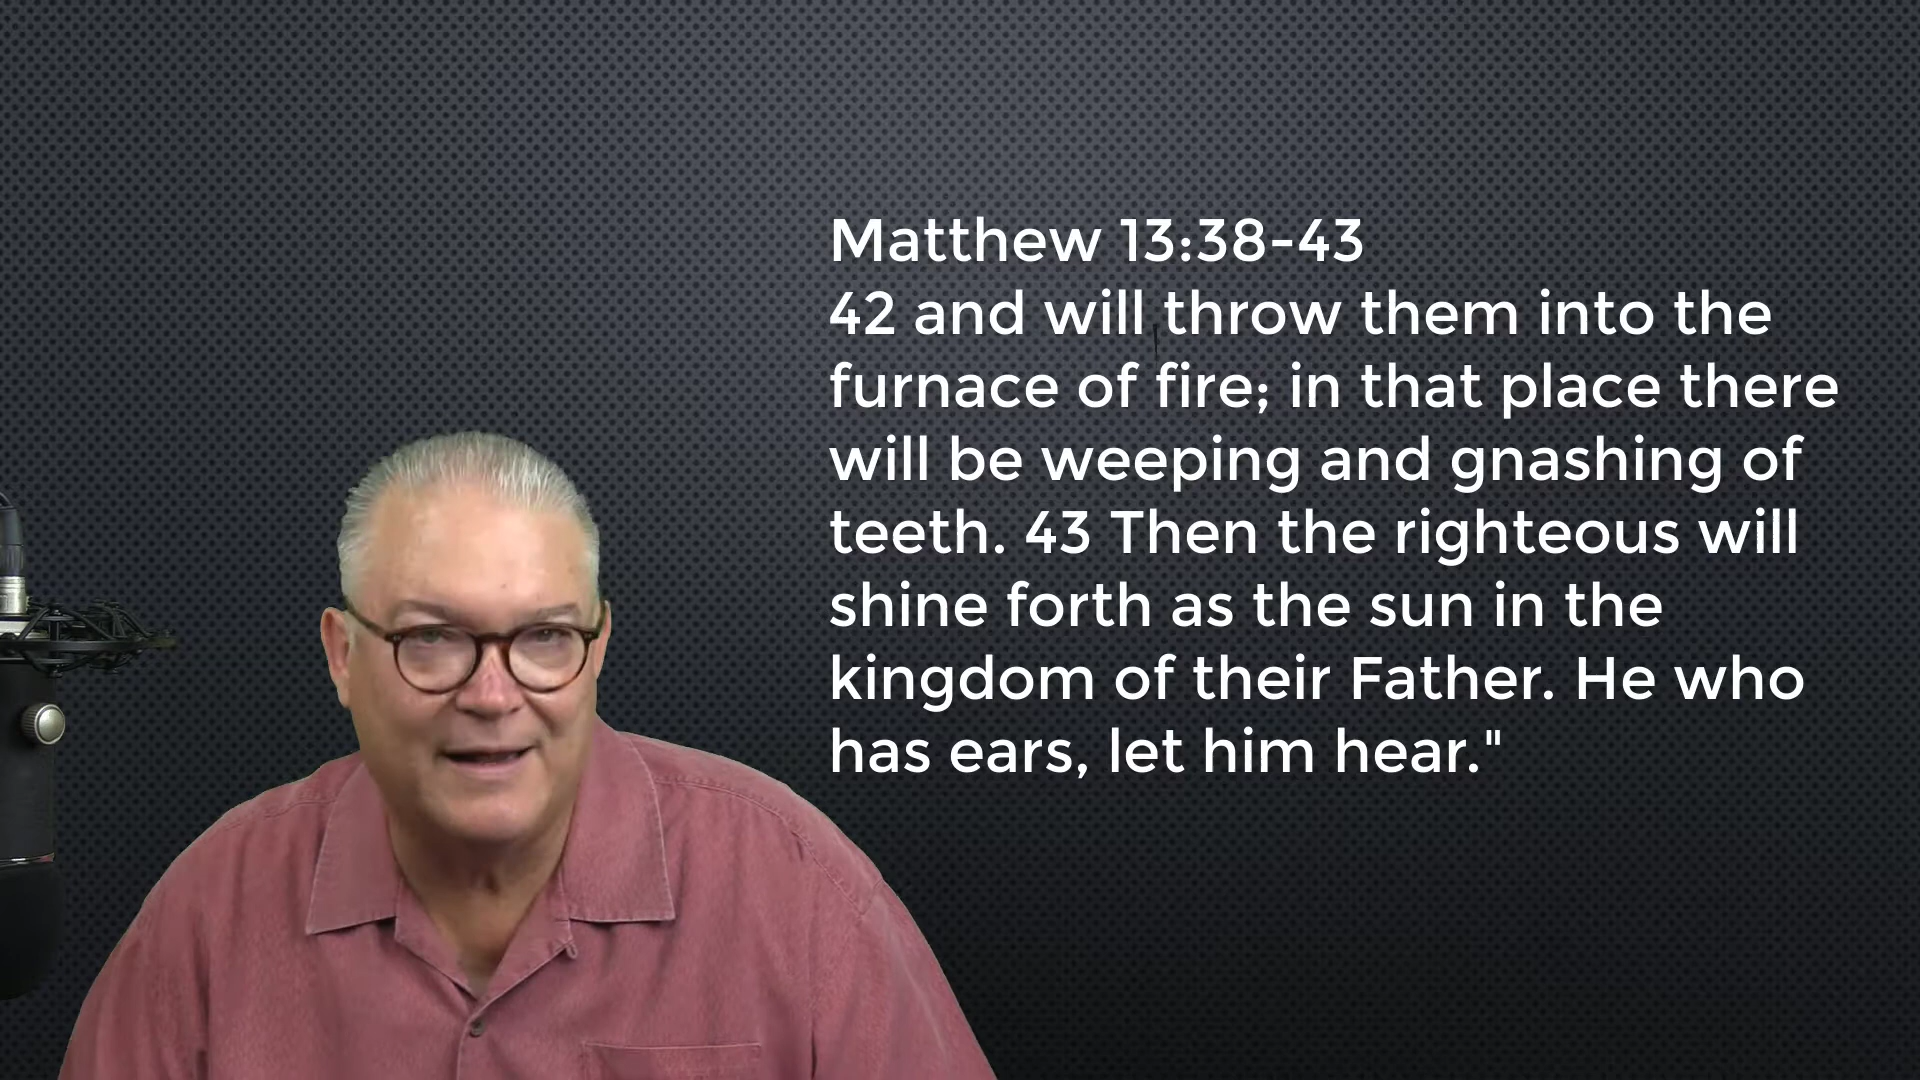 Matthew 13:38-43
42 and will throw them into the
furnace of fire; in that place there
will be weeping and gnashing of
teeth. 43 Then the righteous will
shine forth as the sun in the
kingdom of their Father. He who
has ears, let him hear."